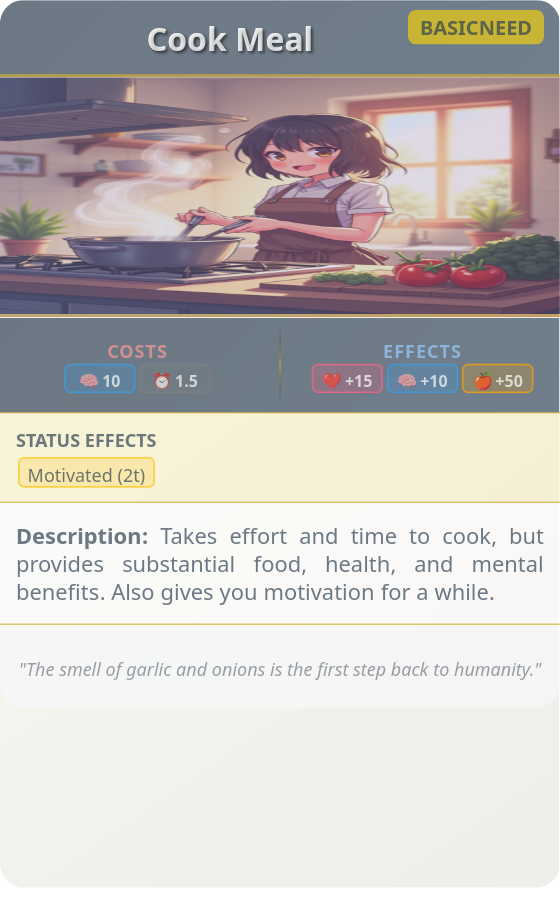 Cook Meal
BASICNEED
COSTS
🧠 10
⏰ 1.5
EFFECTS
❤️ +15
🧠 +10
🍎 +50
STATUS EFFECTS
Motivated (2t)
Description: Takes effort and time to cook, but
provides substantial food, health, and mental
benefits. Also gives you motivation for a while.
"The smell of garlic and onions is the first step back to humanity."